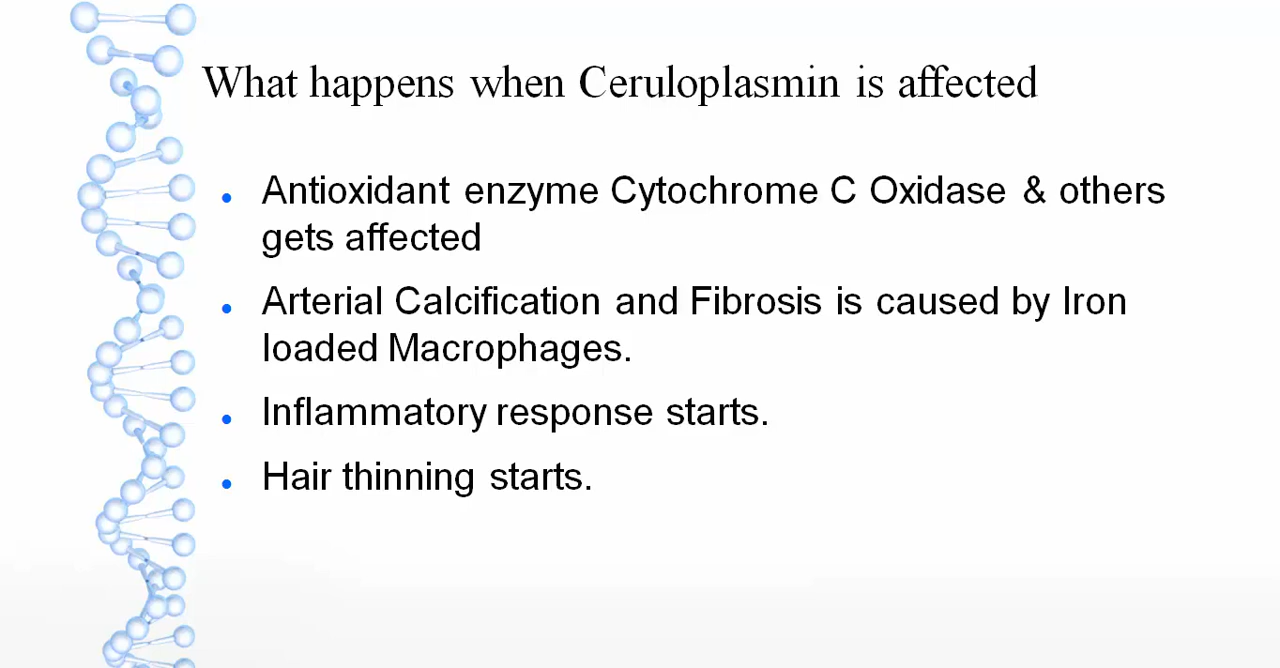 What happens when Ceruloplasmin is affected
Antioxidant enzyme Cytochrome C Oxidase & others
gets affected
Arterial Calcification and Fibrosis is caused by Iron
loaded Macrophages.
Inflammatory response starts.
Hair thinning starts.